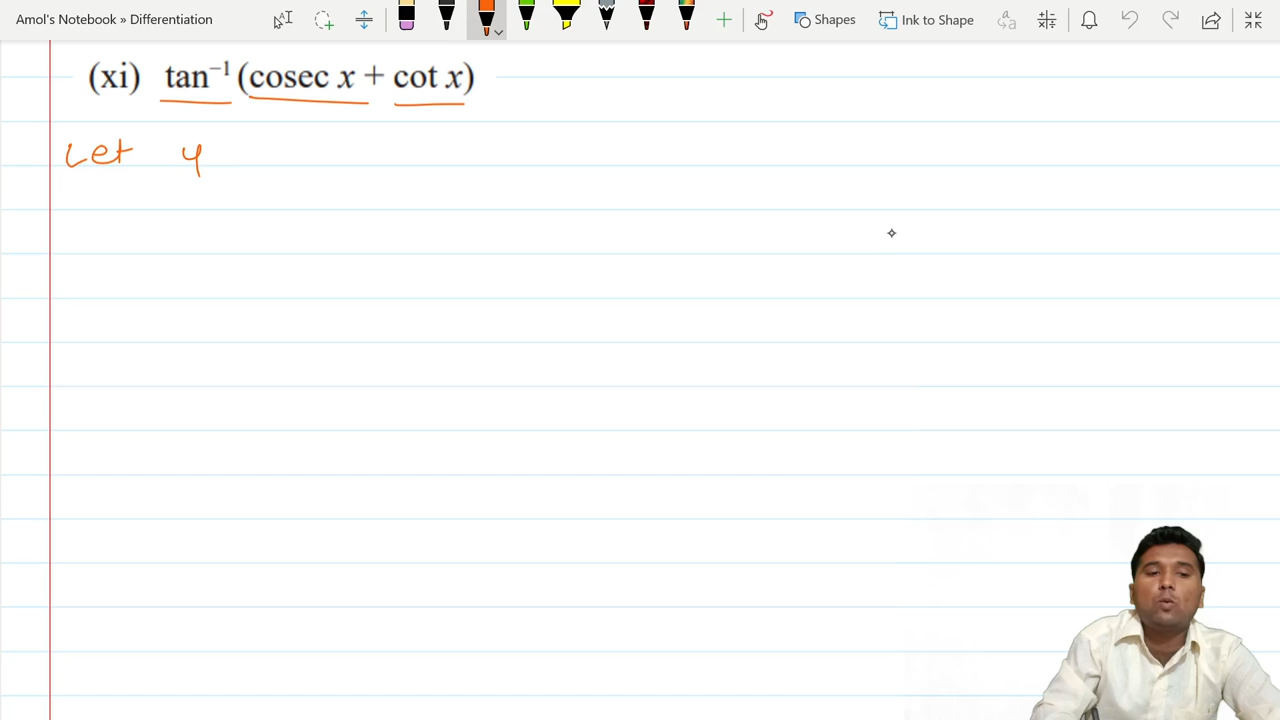 Amol's Notebook » Differentiation
Shapes
Ink to Shape
(xi) tan⁻¹ (cosec x + cot x)
Let y